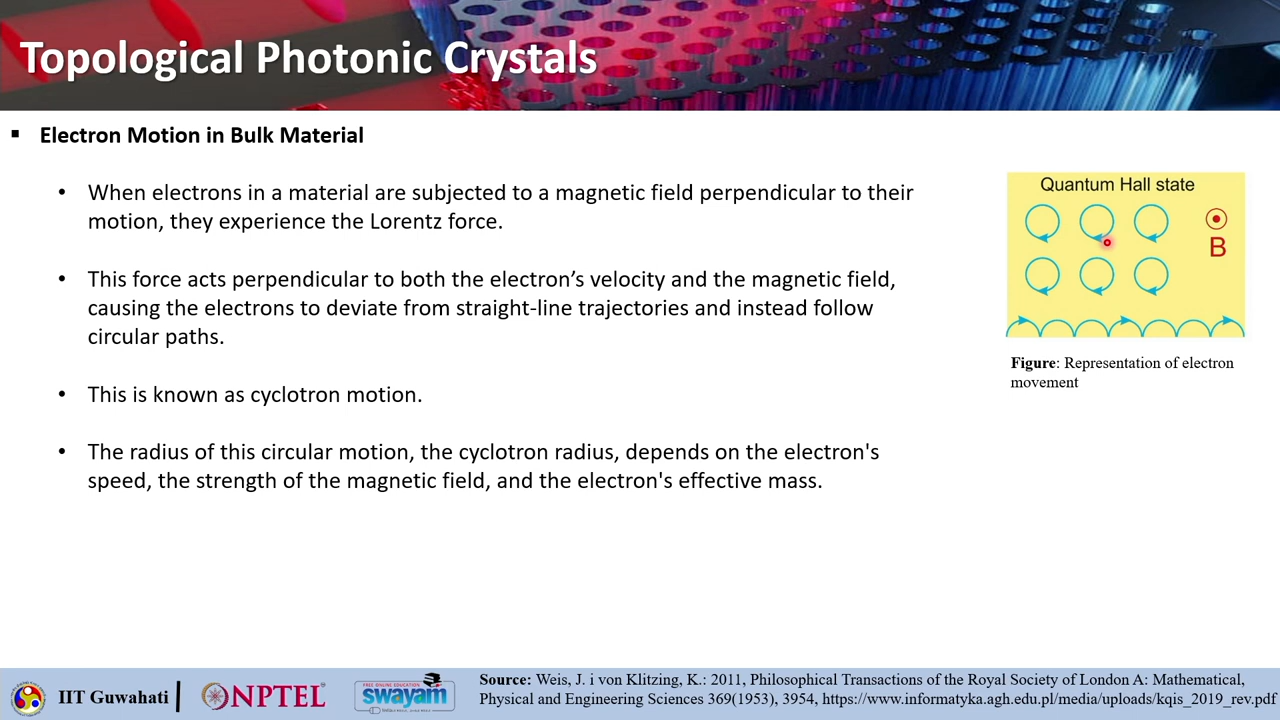 Topological Photonic Crystals
▪ Electron Motion in Bulk Material
• When electrons in a material are subjected to a magnetic field perpendicular to their
motion, they experience the Lorentz force.
• This force acts perpendicular to both the electron’s velocity and the magnetic field,
causing the electrons to deviate from straight-line trajectories and instead follow
circular paths.
• This is known as cyclotron motion.
• The radius of this circular motion, the cyclotron radius, depends on the electron's
speed, the strength of the magnetic field, and the electron's effective mass.
Quantum Hall state
B
Figure: Representation of electron
movement
IIT Guwahati
NPTEL
FREE ONLINE EDUCATION
swayam
Source: Weis, J. i von Klitzing, K.: 2011, Philosophical Transactions of the Royal Society of London A: Mathematical,
Physical and Engineering Sciences 369(1953), 3954, https://www.informatyka.agh.edu.pl/media/uploads/kqis_2019_rev.pdf